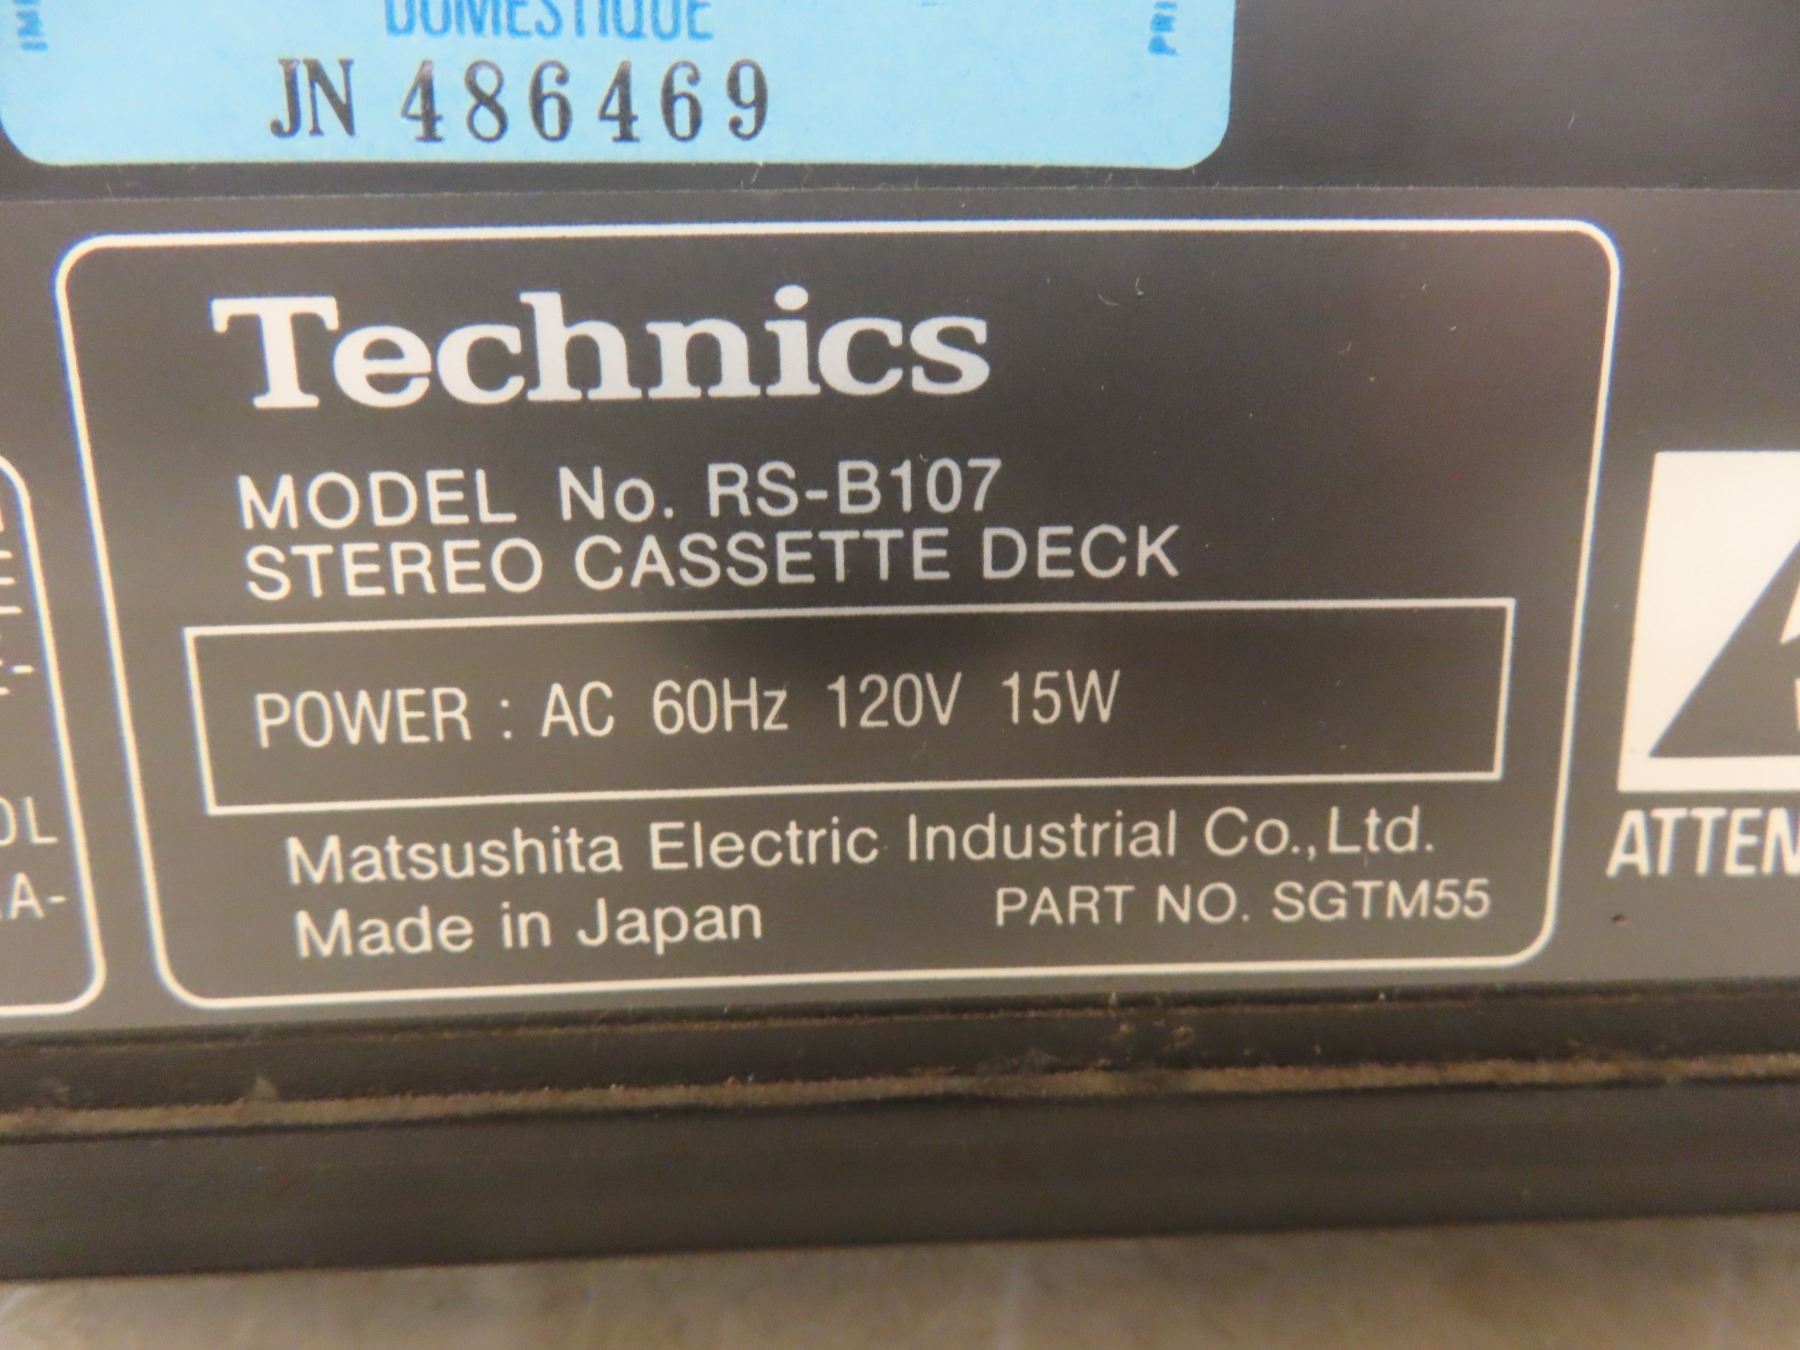 DOMESTIQUE
JN 486469
Technics
MODEL No. RS-B107
STEREO CASSETTE DECK
POWER : AC 60Hz 120V 15W
Matsushita Electric Industrial Co.,Ltd.
Made in Japan PART NO. SGTM55